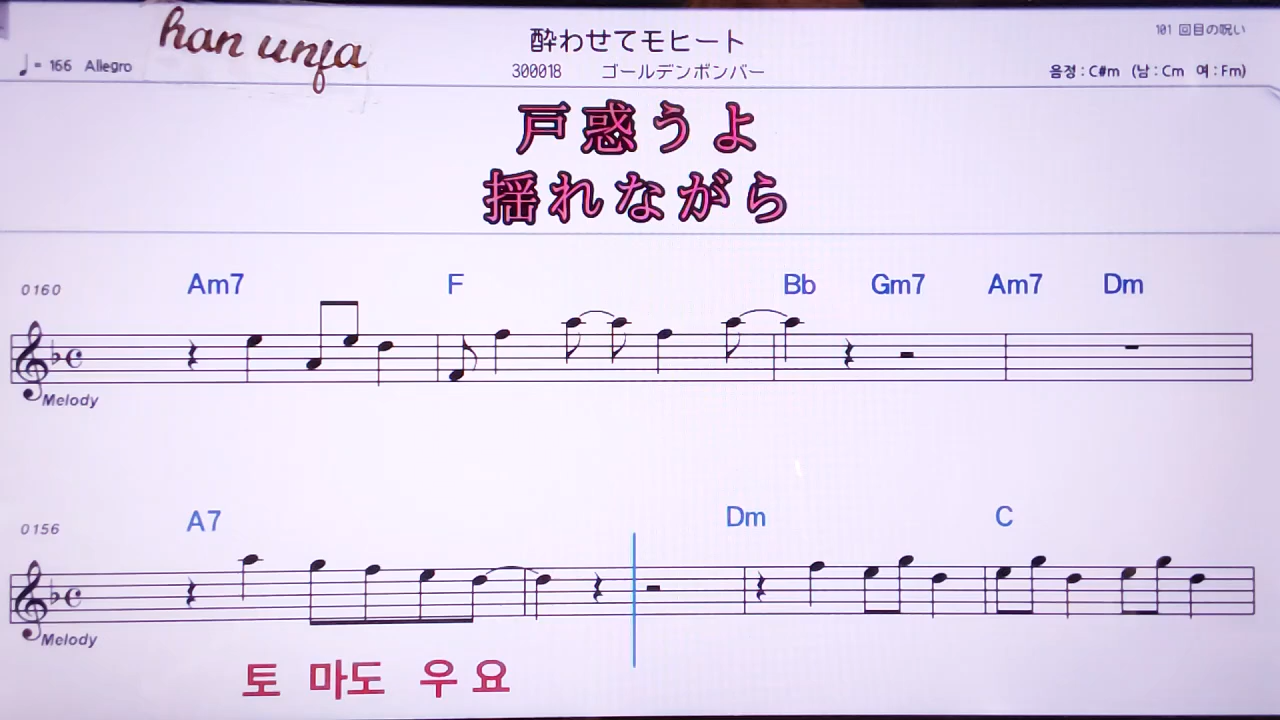 han unja
酔わせてモヒート
101 回目の呪い
♩= 166 Allegro
300018 ゴールデンボンバー
음정 : C#m (남 : Cm 여 : Fm)
戸惑うよ
揺れながら
0160 Am7 F Bb Gm7 Am7 Dm
Melody
0156 A7 Dm C
Melody
토 마도 우 요